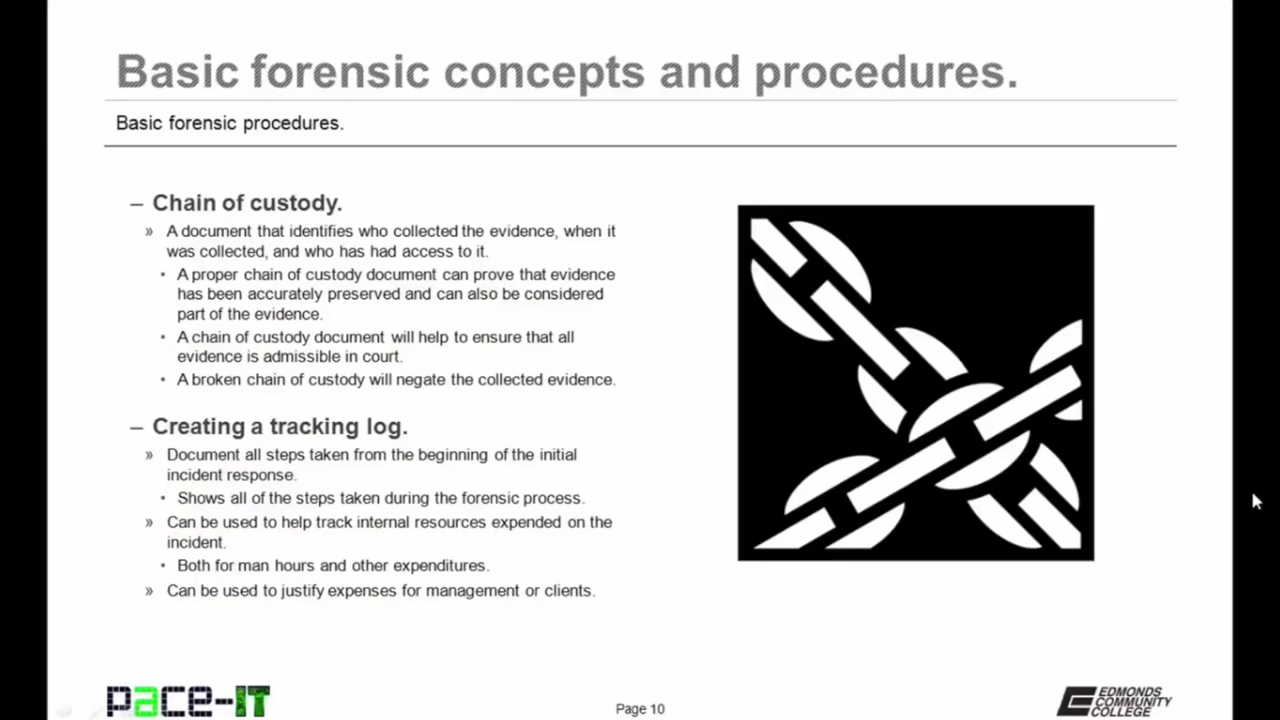 Basic forensic concepts and procedures.
Basic forensic procedures.
– Chain of custody.
» A document that identifies who collected the evidence, when it
was collected, and who has had access to it.
• A proper chain of custody document can prove that evidence
has been accurately preserved and can also be considered
part of the evidence.
• A chain of custody document will help to ensure that all
evidence is admissible in court.
• A broken chain of custody will negate the collected evidence.
– Creating a tracking log.
» Document all steps taken from the beginning of the initial
incident response.
• Shows all of the steps taken during the forensic process.
» Can be used to help track internal resources expended on the
incident.
• Both for man hours and other expenditures.
» Can be used to justify expenses for management or clients.
pace-IT
Page 10
EDMONDS
COMMUNITY
COLLEGE